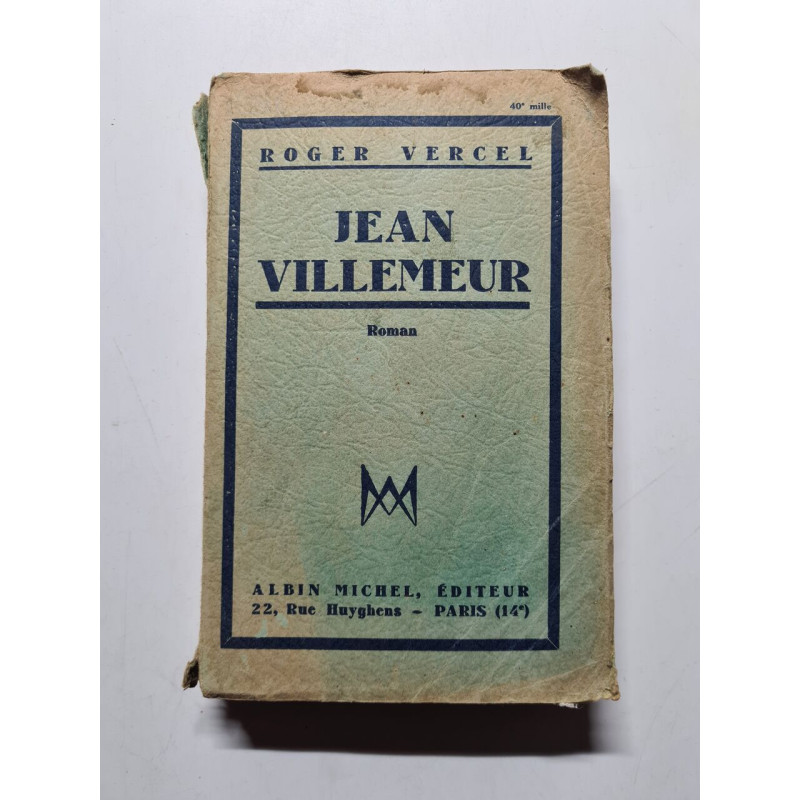 40e mille
ROGER VERCEL
JEAN
VILLEMEUR
Roman
ALBIN MICHEL, ÉDITEUR
22, Rue Huyghens – PARIS (14e)